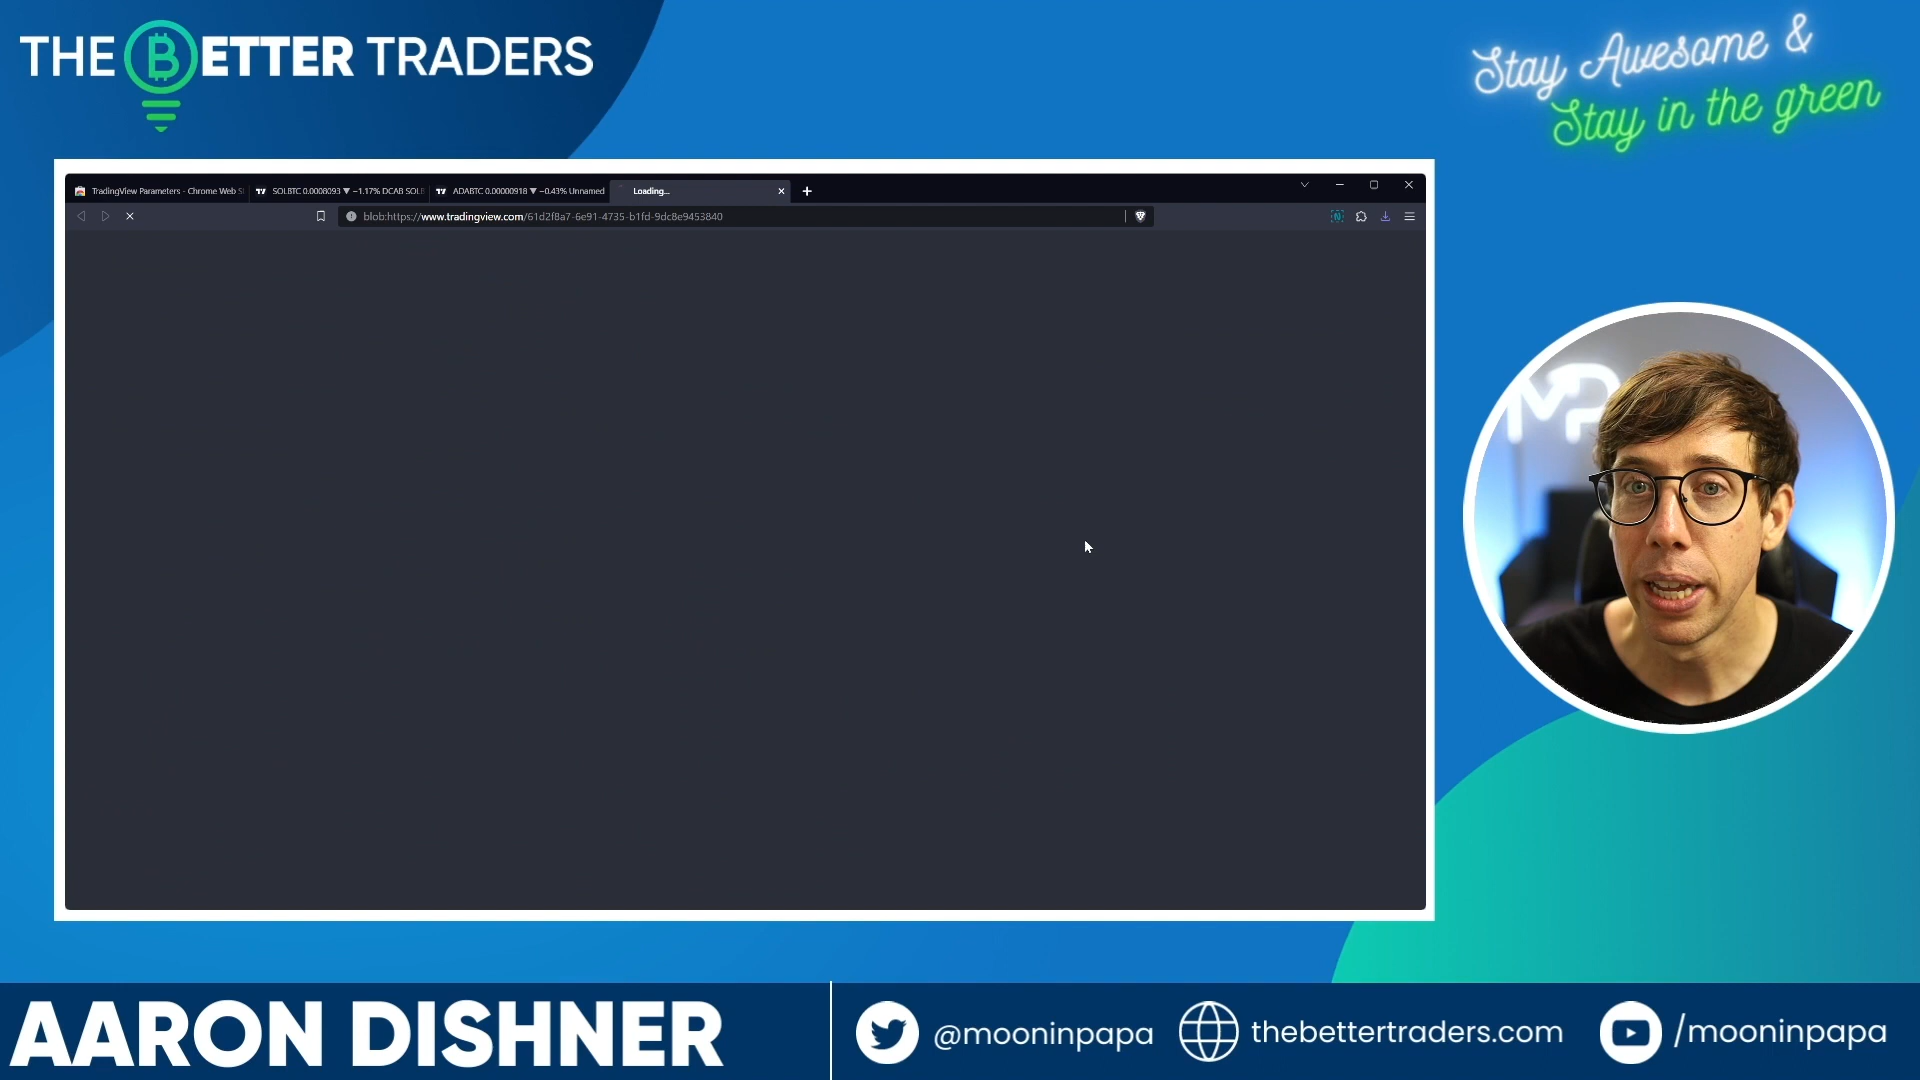 THE BETTER TRADERS
Stay Awesome &
Stay in the green
TradingView Parameters - Chrome Web S
SOLBTC 0.0008093 ▼ −1.17% DCAB SOLB
ADABTC 0.00000918 ▼ −0.43% Unnamed
Loading...
blob:https://www.tradingview.com/61d2f8a7-6e91-4735-b1fd-9dc8e9453840
MP
AARON DISHNER
@mooninpapa
thebettertraders.com
/mooninpapa